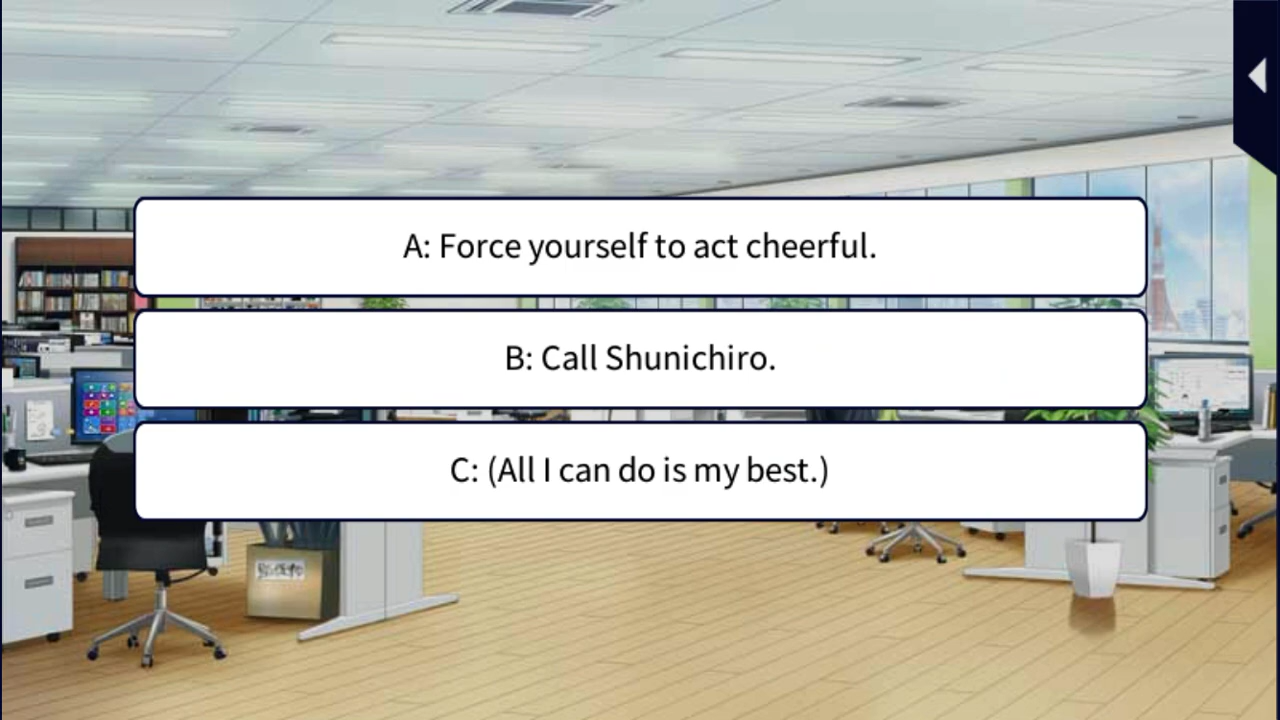 A: Force yourself to act cheerful.
B: Call Shunichiro.
C: (All I can do is my best.)